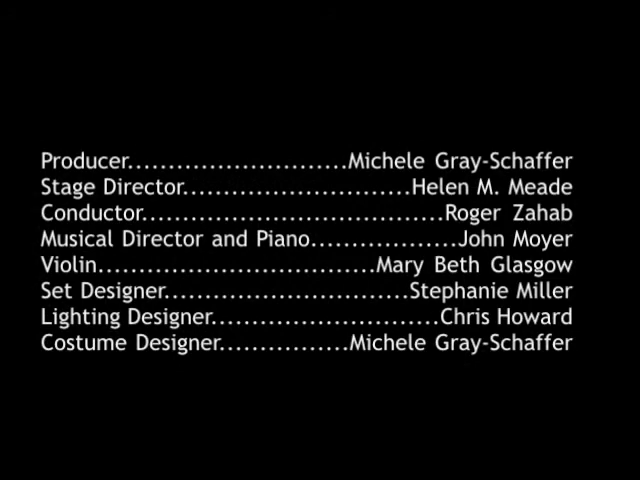 Producer...........................Michele Gray-Schaffer
Stage Director............................Helen M. Meade
Conductor.....................................Roger Zahab
Musical Director and Piano..................John Moyer
Violin..................................Mary Beth Glasgow
Set Designer..............................Stephanie Miller
Lighting Designer............................Chris Howard
Costume Designer................Michele Gray-Schaffer